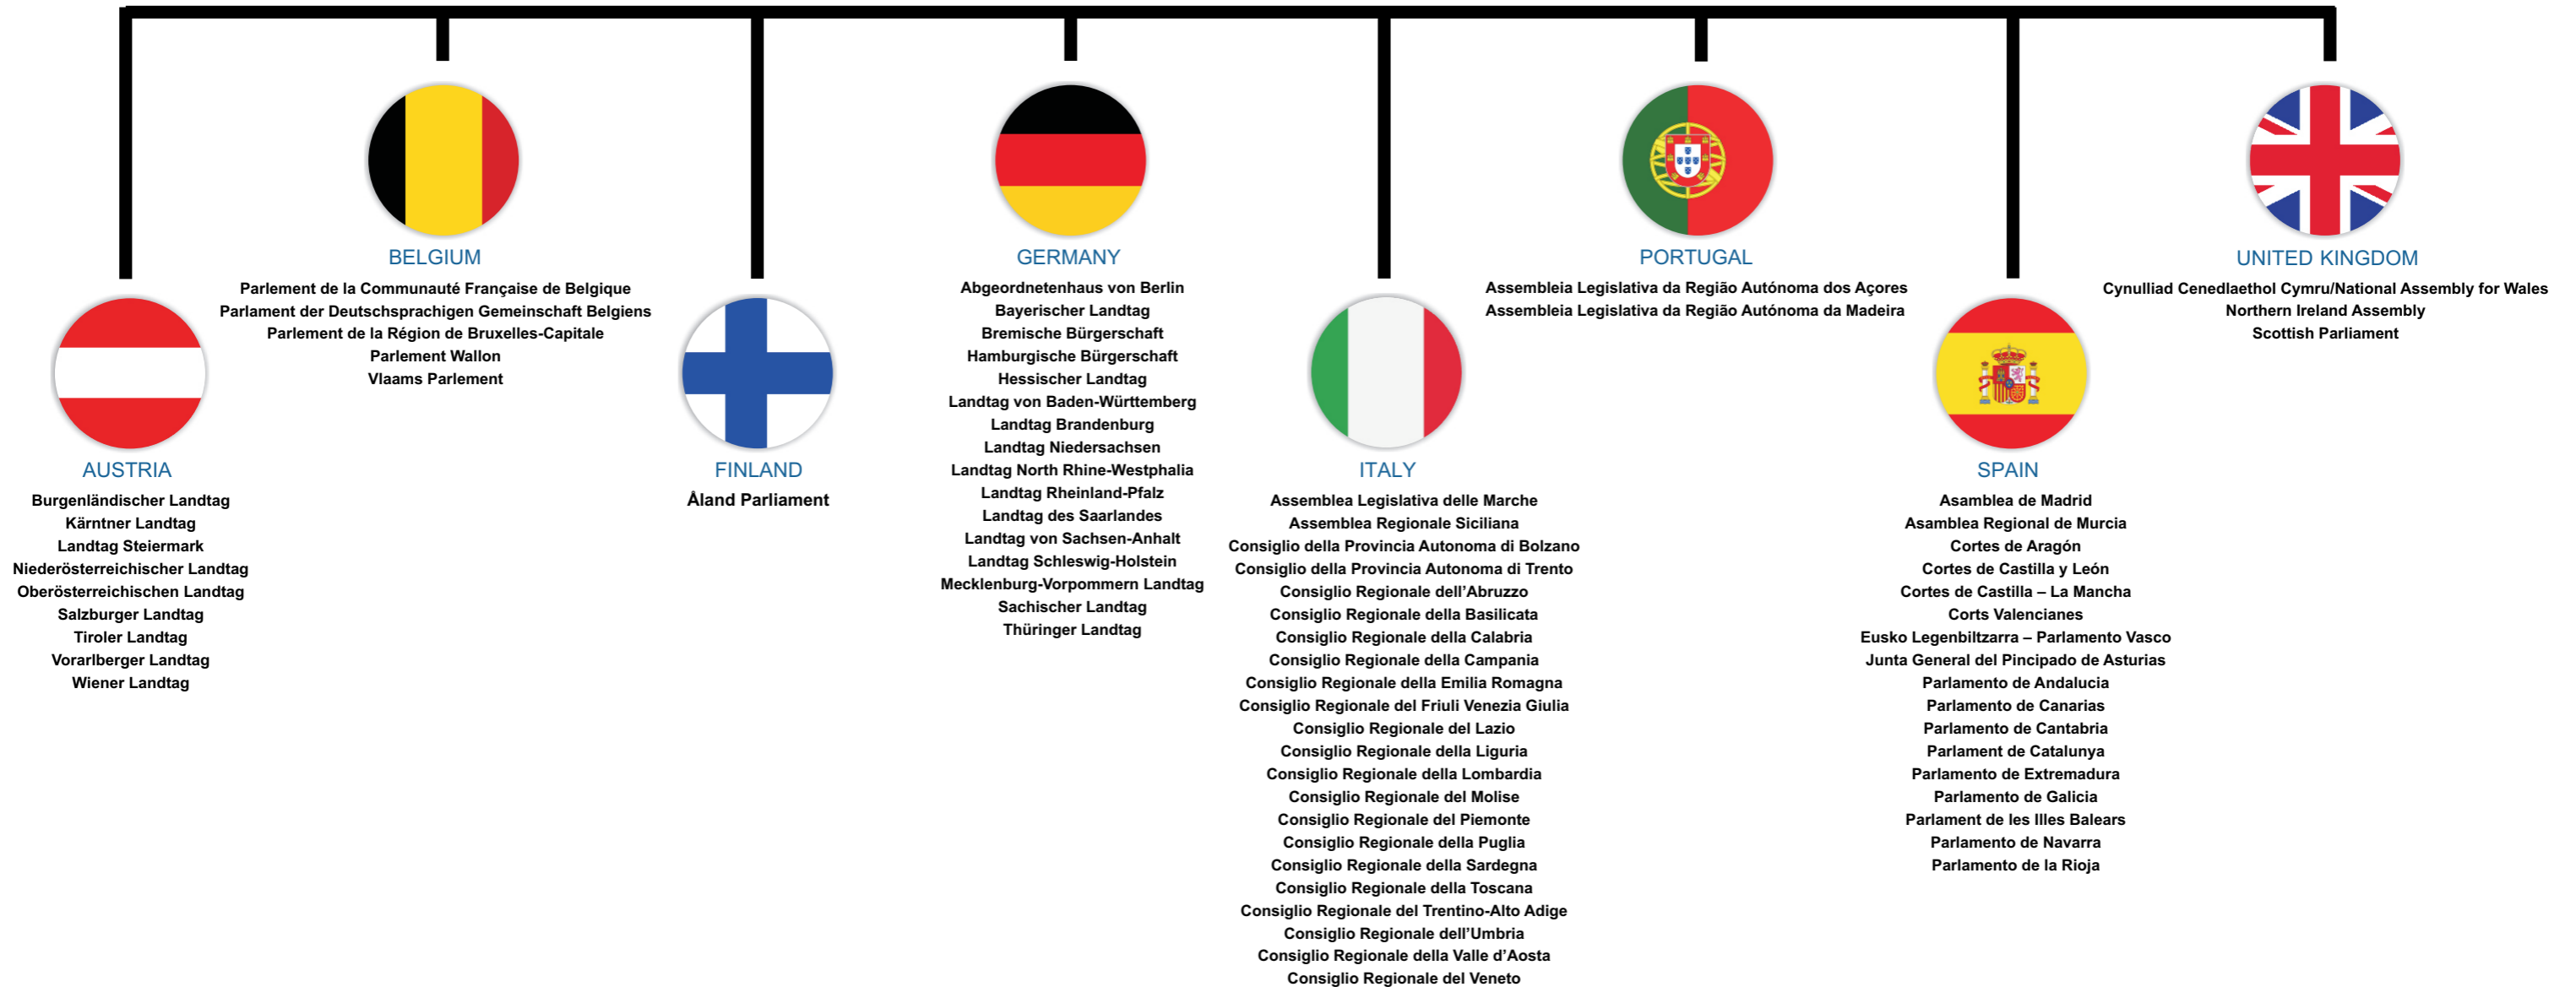 BELGIUM
Parlement de la Communauté Française de Belgique
Parlament der Deutschsprachigen Gemeinschaft Belgiens
Parlement de la Région de Bruxelles-Capitale
Parlement Wallon
Vlaams Parlement
GERMANY
Abgeordnetenhaus von Berlin
Bayerischer Landtag
Bremische Bürgerschaft
Hamburgische Bürgerschaft
Hessischer Landtag
Landtag von Baden-Württemberg
Landtag Brandenburg
Landtag Niedersachsen
Landtag North Rhine-Westphalia
Landtag Rheinland-Pfalz
Landtag des Saarlandes
Landtag von Sachsen-Anhalt
Landtag Schleswig-Holstein
Mecklenburg-Vorpommern Landtag
Sachischer Landtag
Thüringer Landtag
PORTUGAL
Assembleia Legislativa da Região Autónoma dos Açores
Assembleia Legislativa da Região Autónoma da Madeira
UNITED KINGDOM
Cynulliad Cenedlaethol Cymru/National Assembly for Wales
Northern Ireland Assembly
Scottish Parliament
AUSTRIA
Burgenländischer Landtag
Kärntner Landtag
Landtag Steiermark
Niederösterreichischer Landtag
Oberösterreichischen Landtag
Salzburger Landtag
Tiroler Landtag
Vorarlberger Landtag
Wiener Landtag
FINLAND
Åland Parliament
ITALY
Assemblea Legislativa delle Marche
Assemblea Regionale Siciliana
Consiglio della Provincia Autonoma di Bolzano
Consiglio della Provincia Autonoma di Trento
Consiglio Regionale dell'Abruzzo
Consiglio Regionale della Basilicata
Consiglio Regionale della Calabria
Consiglio Regionale della Campania
Consiglio Regionale della Emilia Romagna
Consiglio Regionale del Friuli Venezia Giulia
Consiglio Regionale del Lazio
Consiglio Regionale della Liguria
Consiglio Regionale della Lombardia
Consiglio Regionale del Molise
Consiglio Regionale del Piemonte
Consiglio Regionale della Puglia
Consiglio Regionale della Sardegna
Consiglio Regionale della Toscana
Consiglio Regionale del Trentino-Alto Adige
Consiglio Regionale dell'Umbria
Consiglio Regionale della Valle d'Aosta
Consiglio Regionale del Veneto
SPAIN
Asamblea de Madrid
Asamblea Regional de Murcia
Cortes de Aragón
Cortes de Castilla y León
Cortes de Castilla – La Mancha
Corts Valencianes
Eusko Legenbiltzarra – Parlamento Vasco
Junta General del Pincipado de Asturias
Parlamento de Andalucia
Parlamento de Canarias
Parlamento de Cantabria
Parlament de Catalunya
Parlamento de Extremadura
Parlamento de Galicia
Parlament de les Illes Balears
Parlamento de Navarra
Parlamento de la Rioja